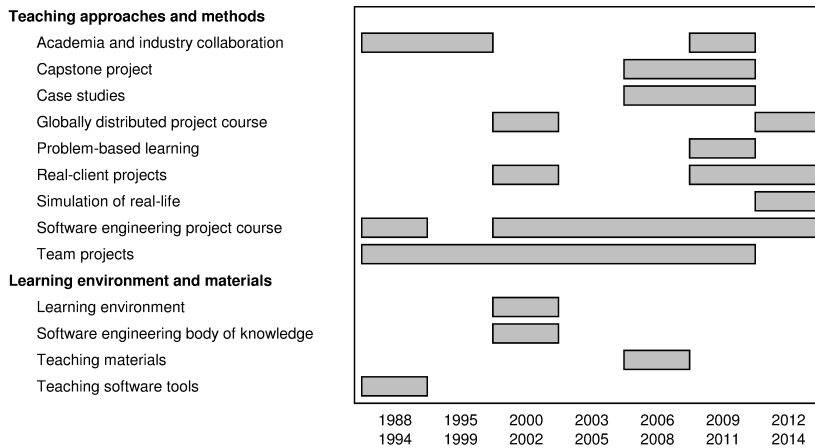 Teaching approaches and methods
Academia and industry collaboration
Capstone project
Case studies
Globally distributed project course
Problem-based learning
Real-client projects
Simulation of real-life
Software engineering project course
Team projects
Learning environment and materials
Learning environment
Software engineering body of knowledge
Teaching materials
Teaching software tools
1988 1995 2000 2003 2006 2009 2012
1994 1999 2002 2005 2008 2011 2014